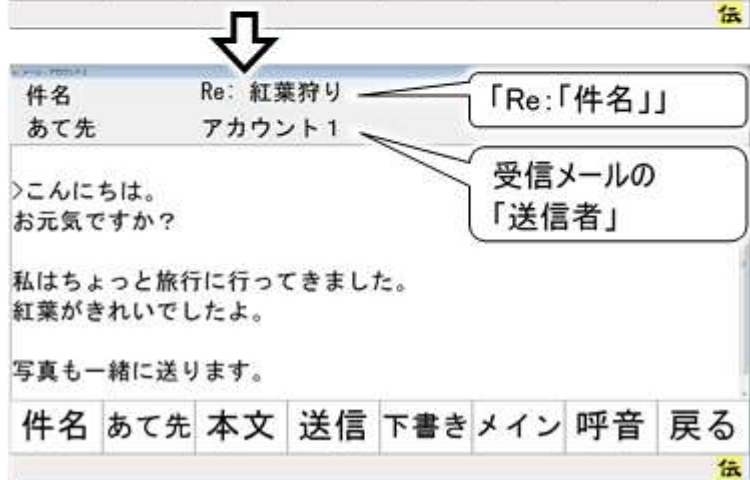 伝
件名 Re: 紅葉狩り
「Re:「件名」」
あて先 アカウント1
受信メールの
「送信者」
>こんにちは。
お元気ですか？
私はちょっと旅行に行ってきました。
紅葉がきれいでしたよ。
写真も一緒に送ります。
件名 あて先 本文 送信 下書き メイン 呼音 戻る
伝